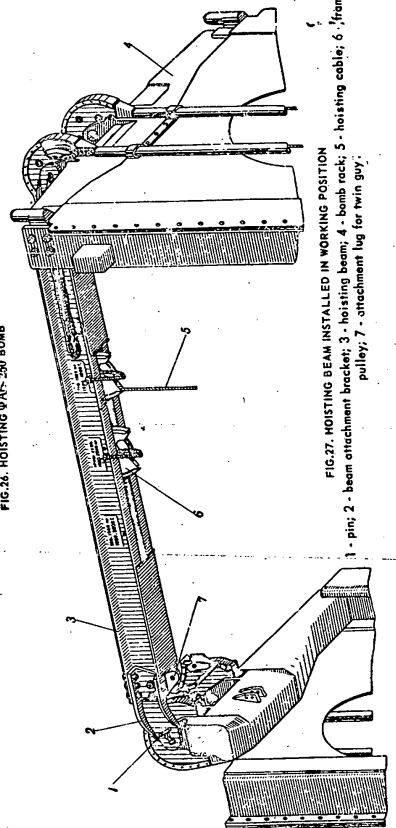 FIG.26. HOISTING ФАБ-250 BOMB
1
2
3
4
5
6
7
FIG.27. HOISTING BEAM INSTALLED IN WORKING POSITION
1 - pin; 2 - beam attachment bracket; 3 - hoisting beam; 4 - bomb rack; 5 - hoisting cable; 6 -
pulley; 7 - attachment lug for twin guy;